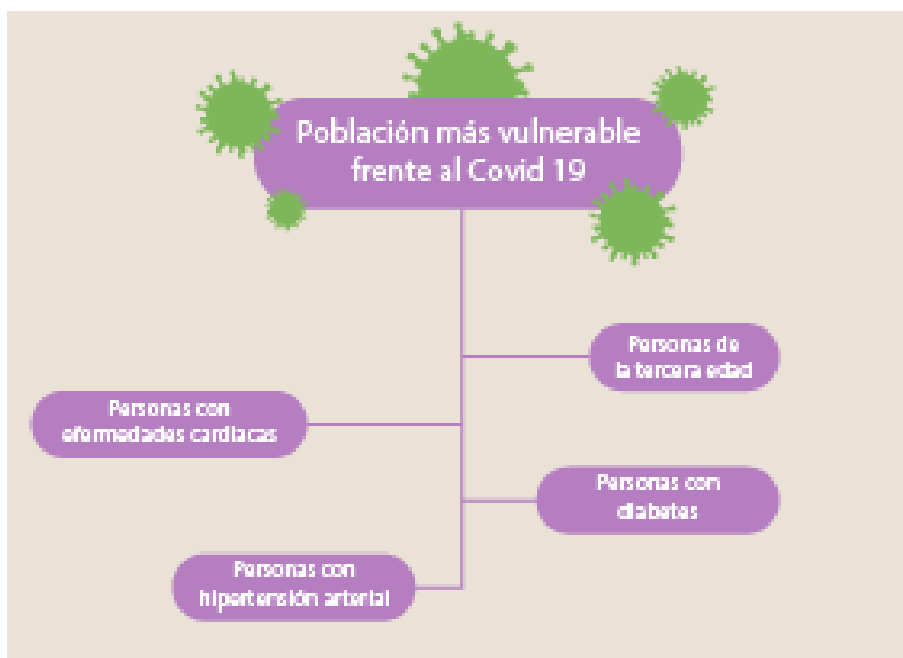 Población más vulnerable
frente al Covid 19
Personas de
la tercera edad
Personas con
efermedades cardiacas
Personas con
diabetes
Personas con
hipertensión arterial